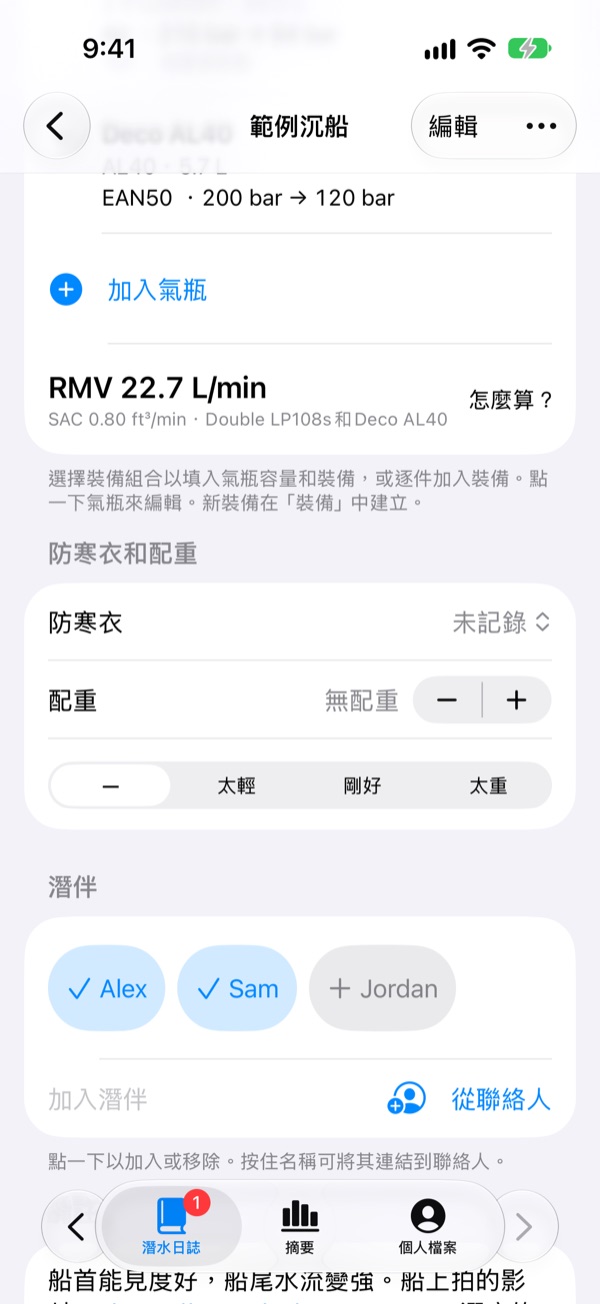 9:41
範例沉船
編輯
Deco AL40
AL40 · 5.7 L
EAN50 · 200 bar → 120 bar
加入氣瓶
RMV 22.7 L/min
怎麼算？
SAC 0.80 ft³/min · Double LP108s和Deco AL40
選擇裝備組合以填入氣瓶容量和裝備，或逐件加入裝備。點
一下氣瓶來編輯。新裝備在「裝備」中建立。
防寒衣和配重
防寒衣
未記錄
配重
無配重
— 太輕 剛好 太重
潛伴
Alex
Sam
Jordan
加入潛伴
從聯絡人
點一下以加入或移除。按住名稱可將其連結到聯絡人。
1
潛水日誌
摘要
個人檔案
船首能見度好，船尾水流變強。船上拍的影